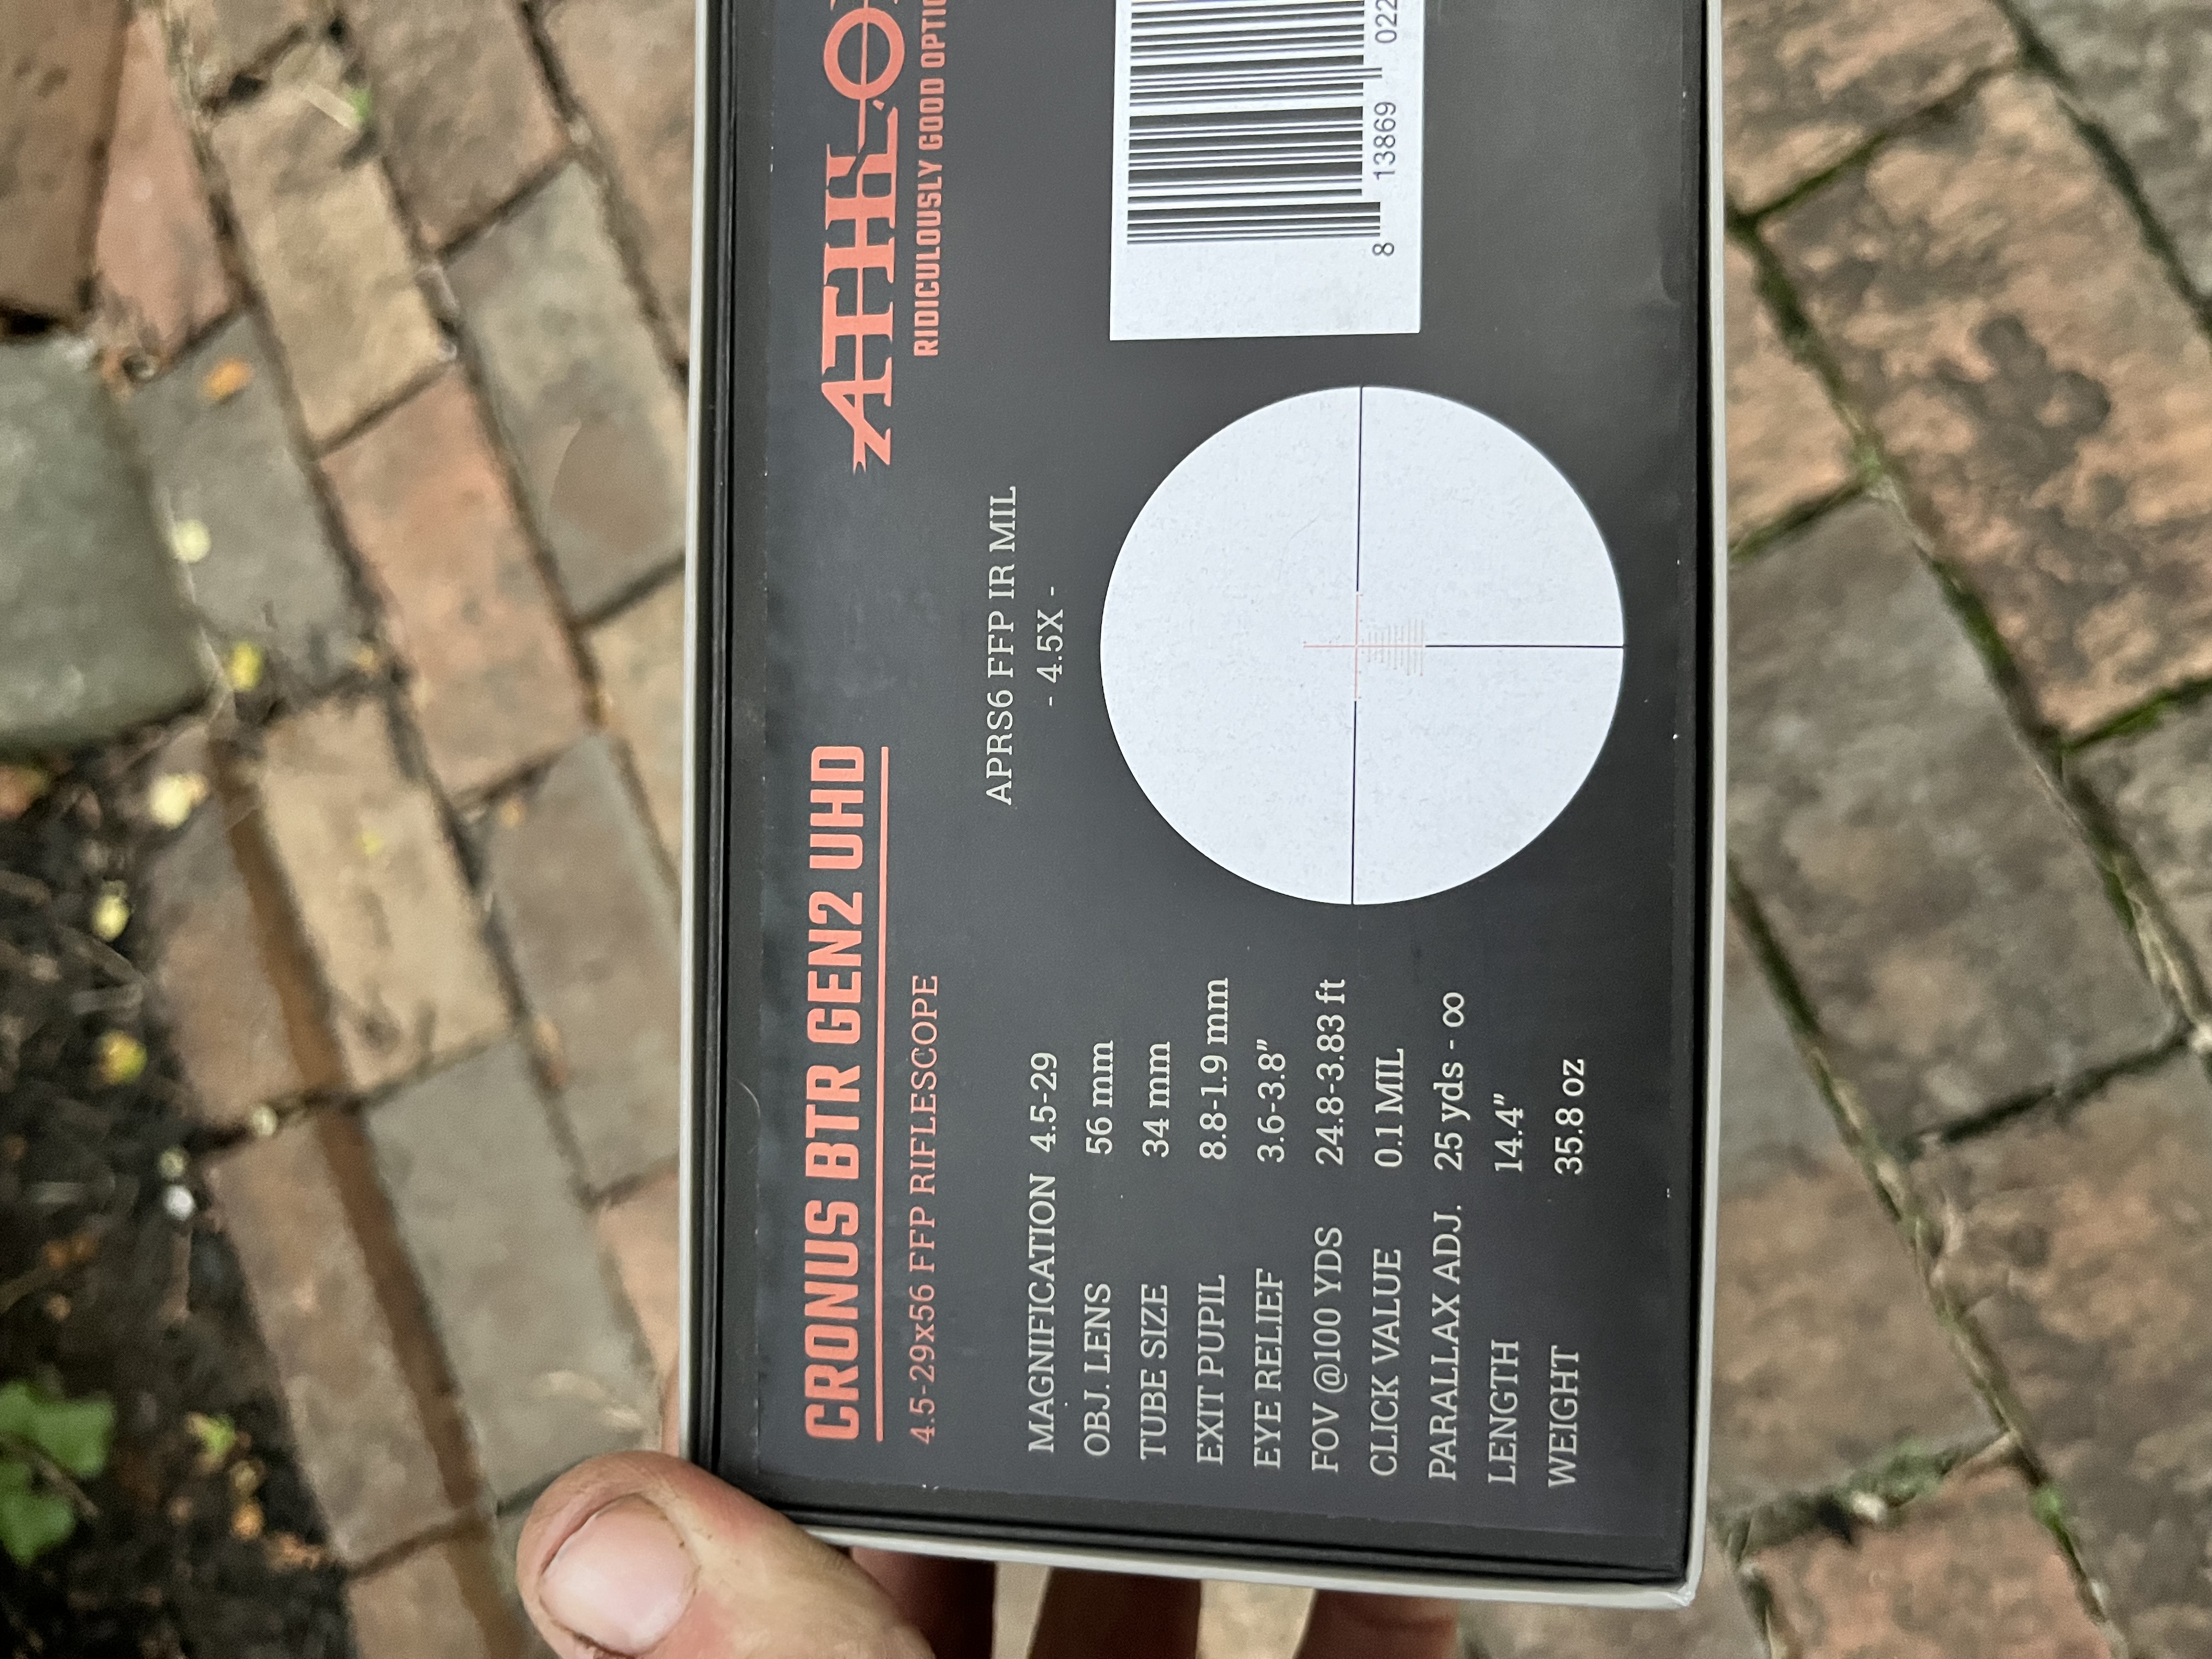 CRONUS BTR GEN2 UHD
4.5-29x56 FFP RIFLESCOPE
MAGNIFICATION 4.5-29
OBJ. LENS 56 mm
TUBE SIZE 34 mm
EXIT PUPIL 8.8-1.9 mm
EYE RELIEF 3.6-3.8″
FOV @100 YDS 24.8-3.83 ft
CLICK VALUE 0.1 MIL
PARALLAX ADJ. 25 yds - ∞
LENGTH 14.4″
WEIGHT 35.8 oz
APRS6 FFP IR MIL
- 4.5X -
RIDICULOUSLY GOOD
8 13869 022